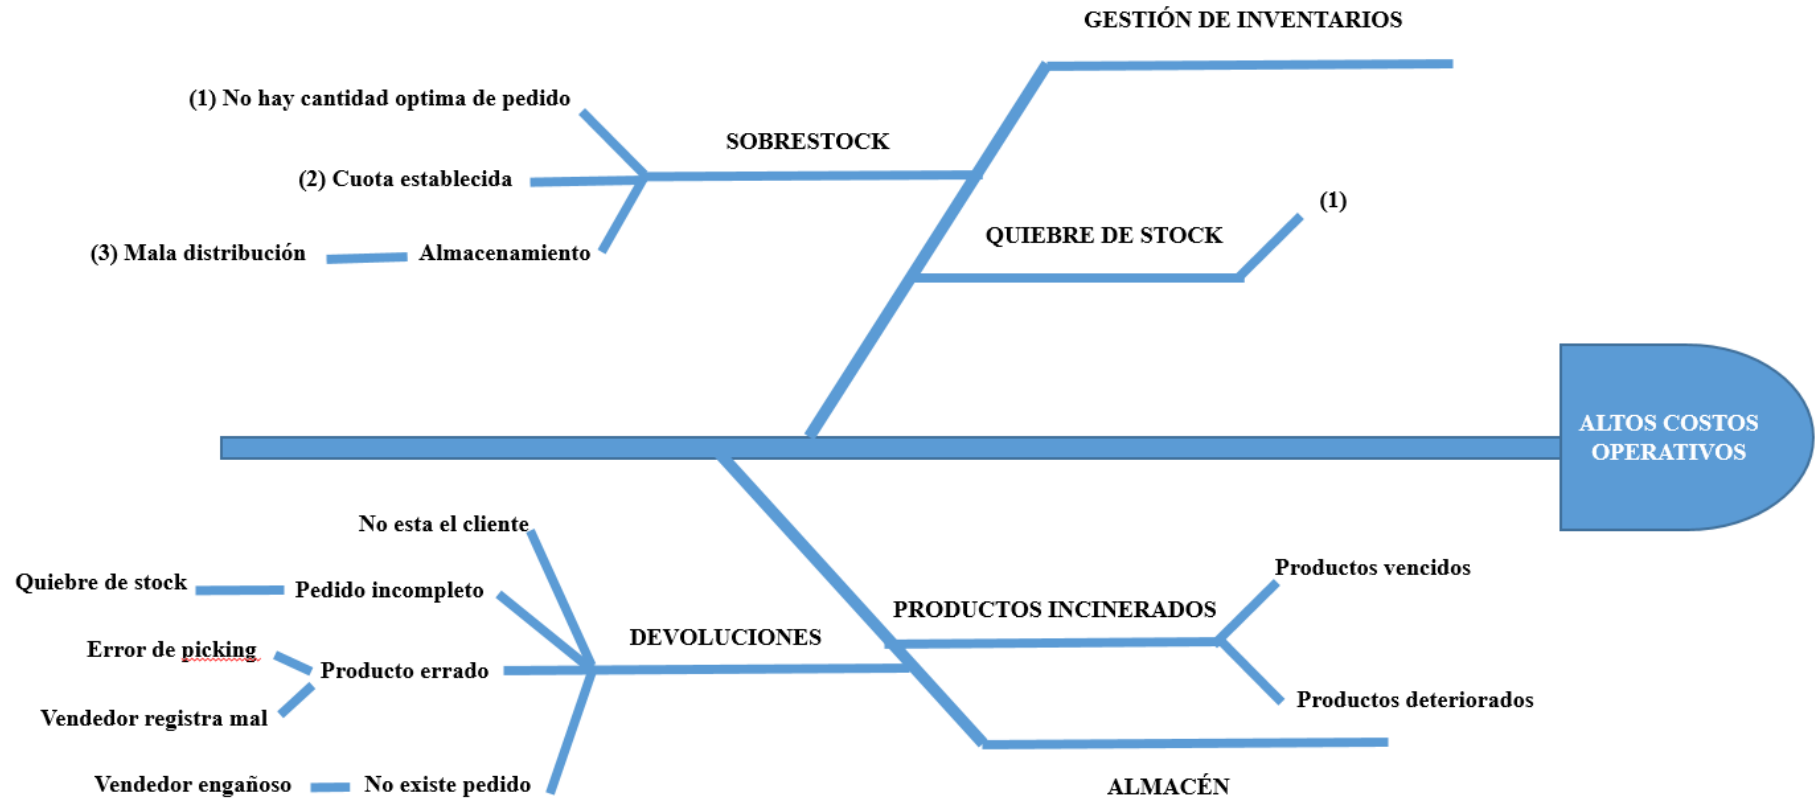 GESTIÓN DE INVENTARIOS
(1) No hay cantidad optima de pedido
SOBRESTOCK
(2) Cuota establecida
(1)
QUIEBRE DE STOCK
(3) Mala distribución
Almacenamiento
ALTOS COSTOS
OPERATIVOS
No esta el cliente
Productos vencidos
Quiebre de stock
Pedido incompleto
PRODUCTOS INCINERADOS
DEVOLUCIONES
Error de picking
Producto errado
Productos deteriorados
Vendedor registra mal
Vendedor engañoso
No existe pedido
ALMACÉN